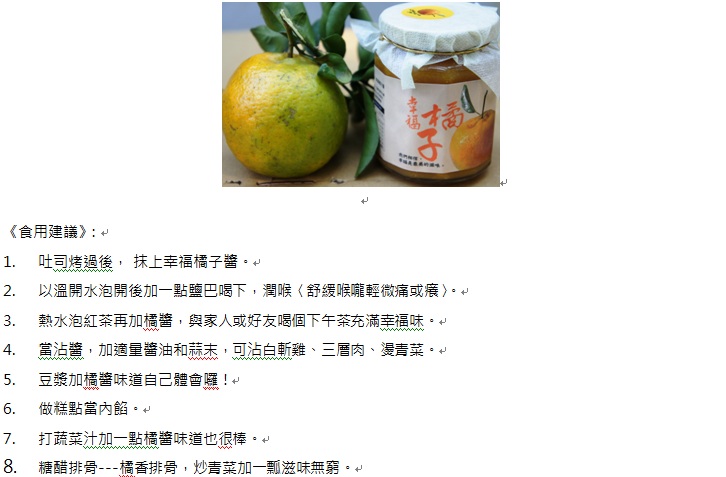 幸福
橘子
《食用建議》:
1. 吐司烤過後， 抹上幸福橘子醬。
2. 以溫開水泡開後加一點鹽巴喝下，潤喉〈舒緩喉嚨輕微痛或癢〉。
3. 熱水泡紅茶再加橘醬，與家人或好友喝個下午茶充滿幸福味。
4. 當沾醬，加適量醬油和蒜末，可沾白斬雞、三層肉、燙青菜。
5. 豆漿加橘醬味道自己體會囉！
6. 做糕點當內餡。
7. 打蔬菜汁加一點橘醬味道也很棒。
8. 糖醋排骨---橘香排骨，炒青菜加一瓢滋味無窮。